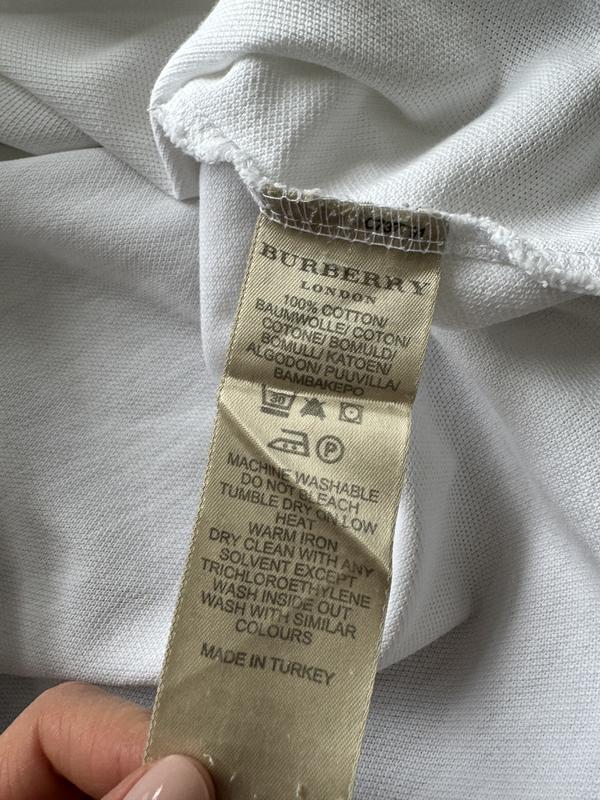 BURBERRY
LONDON
100% COTTON/
BAUMWOLLE/ COTON/
COTONE/ BOMULD/
BOMULL/ KATOEN/
ALGODON/ PUUVILLA/
BAMBAKEPO
30
P
MACHINE WASHABLE
DO NOT BLEACH
TUMBLE DRY ON LOW
HEAT
WARM IRON
DRY CLEAN WITH ANY
SOLVENT EXCEPT
TRICHLOROETHYLENE
WASH INSIDE OUT
WASH WITH SIMILAR
COLOURS
MADE IN TURKEY